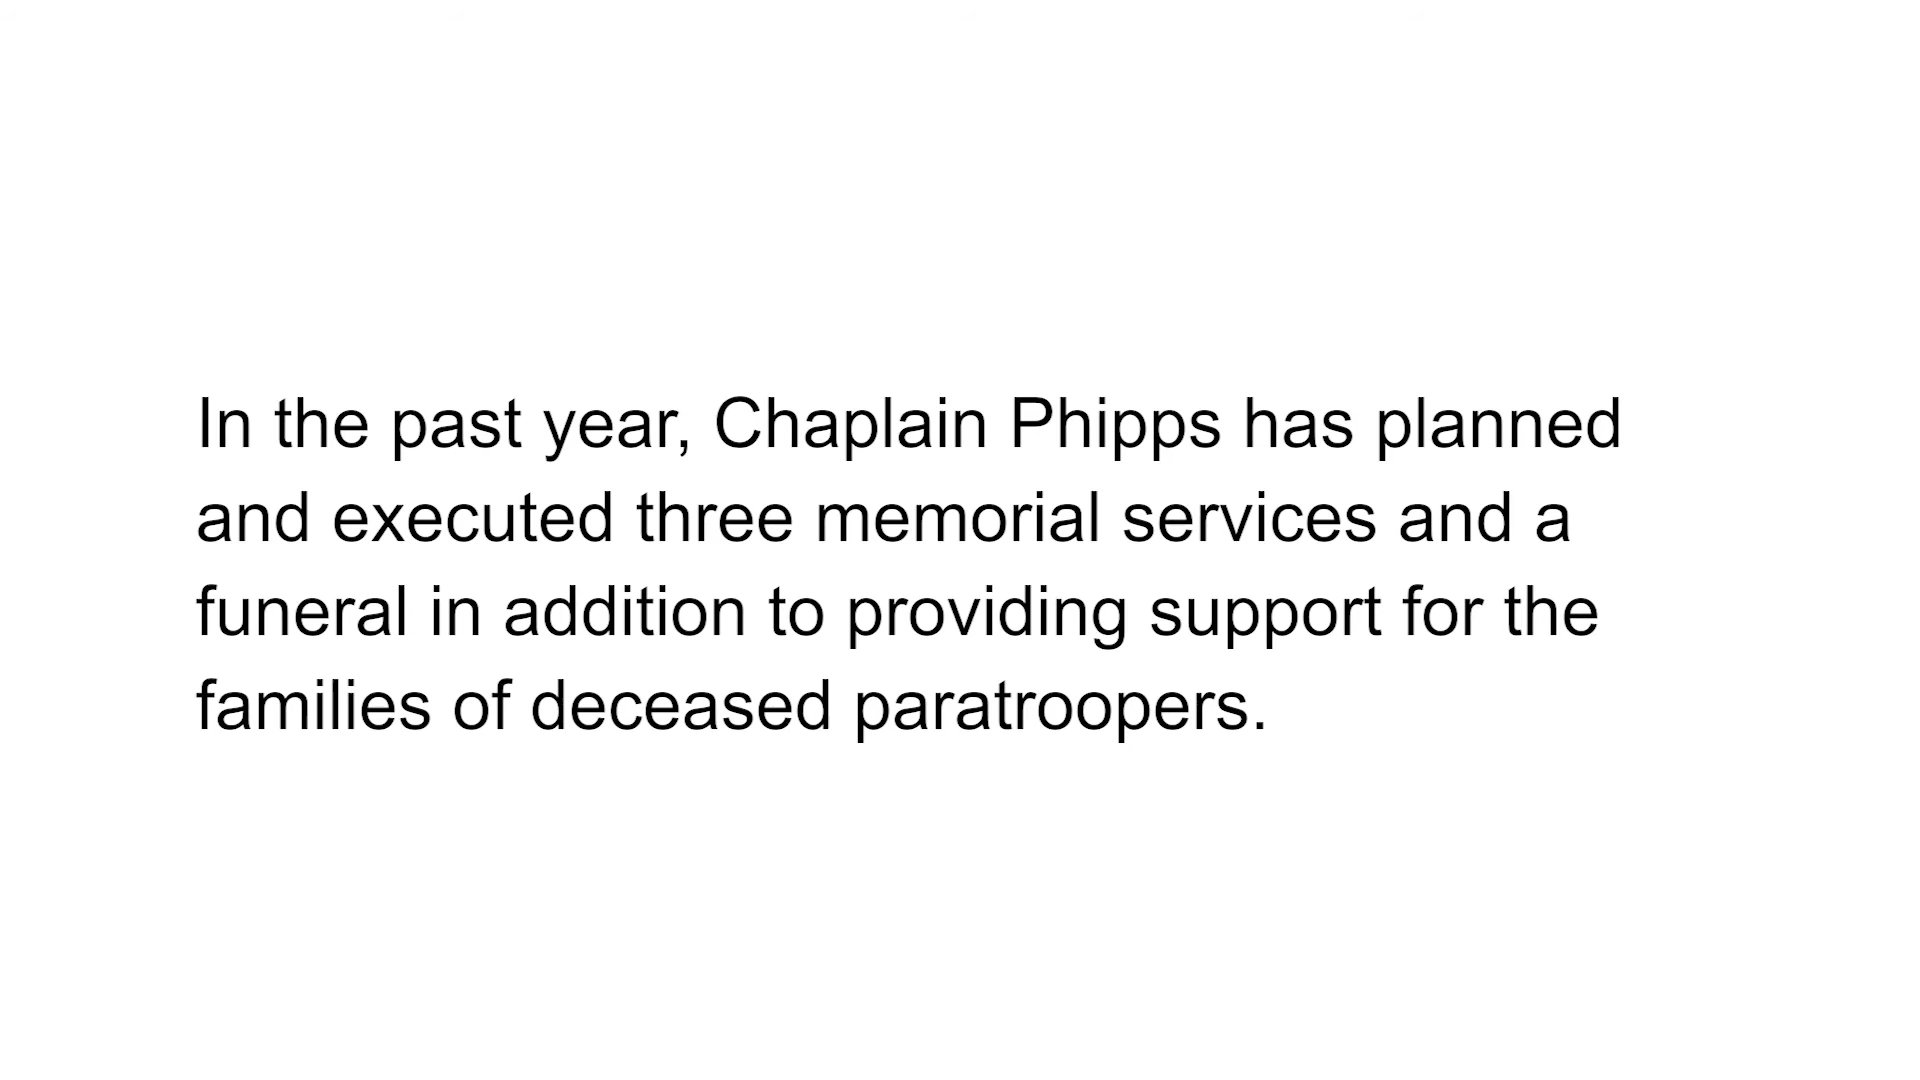 In the past year, Chaplain Phipps has planned
and executed three memorial services and a
funeral in addition to providing support for the
families of deceased paratroopers.